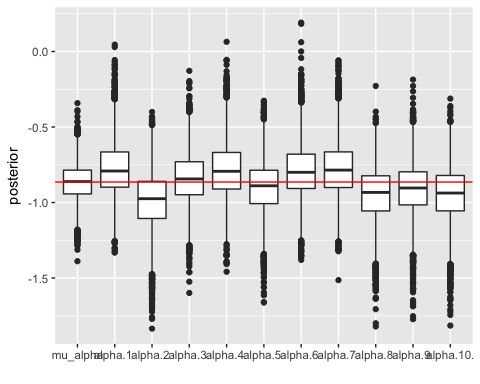 posterior
0.0
-0.5
-1.0
-1.5
mu_alpha alpha.1. alpha.2. alpha.3. alpha.4. alpha.5. alpha.6. alpha.7. alpha.8. alpha.9. alpha.10.